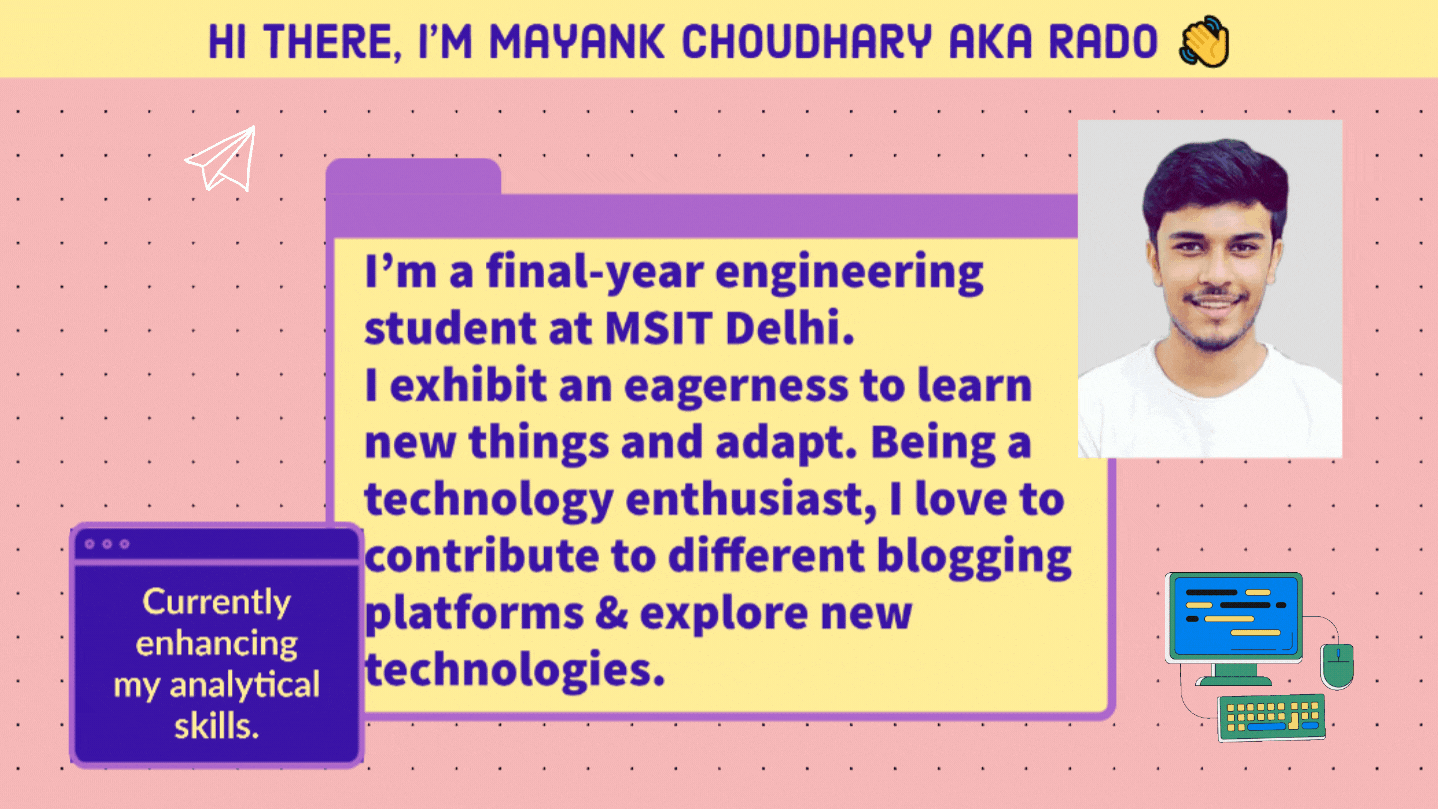 HI THERE, I'M MAYANK CHOUDHARY AKA RADO 👋
I'm a final-year engineering
student at MSIT Delhi.
I exhibit an eagerness to learn
new things and adapt. Being a
technology enthusiast, I love to
contribute to different blogging
platforms & explore new
technologies.
Currently
enhancing
my analytical
skills.